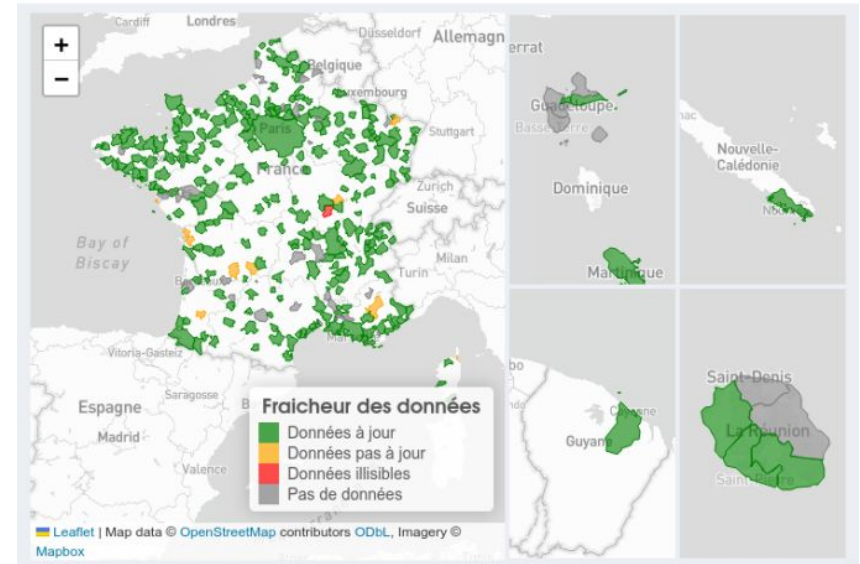 Cardiff
Londres
Düsseldorf
Allemagn
Belgique
Paris
Stuttgart
France
Zurich
Suisse
Bay of
Biscay
Milan
Turin
Vitoria-Gasteiz
Saragosse
Espagne
Madrid
Valence
+
−
Fraicheur des données
Données à jour
Données pas à jour
Données illisibles
Pas de données
Leaflet | Map data © OpenStreetMap contributors ODbL, Imagery ©
Mapbox
errat
Guadeloupe
Basse-Terre
Dominique
Martinique
Nouvelle-
Calédonie
Cayenne
Guyane
Saint-Denis
La Réunion
Saint-Pierre